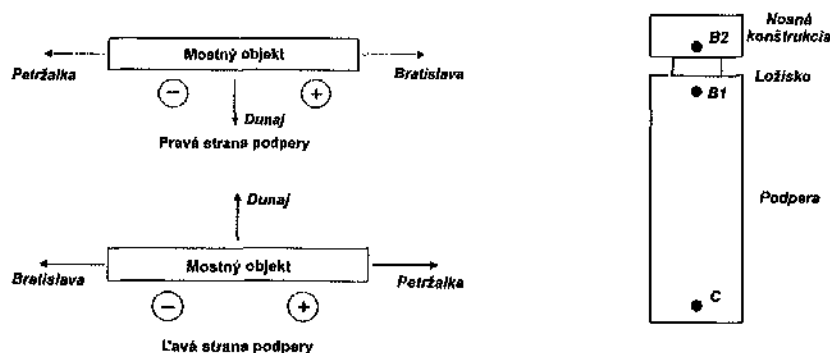 Mostný objekt
Petržalka
Bratislava
−
+
Dunaj
Pravá strana podpery
Dunaj
Mostný objekt
Bratislava
Petržalka
−
+
Ľavá strana podpery
Nosná
konštrukcia
B2
Ložisko
B1
Podpera
C